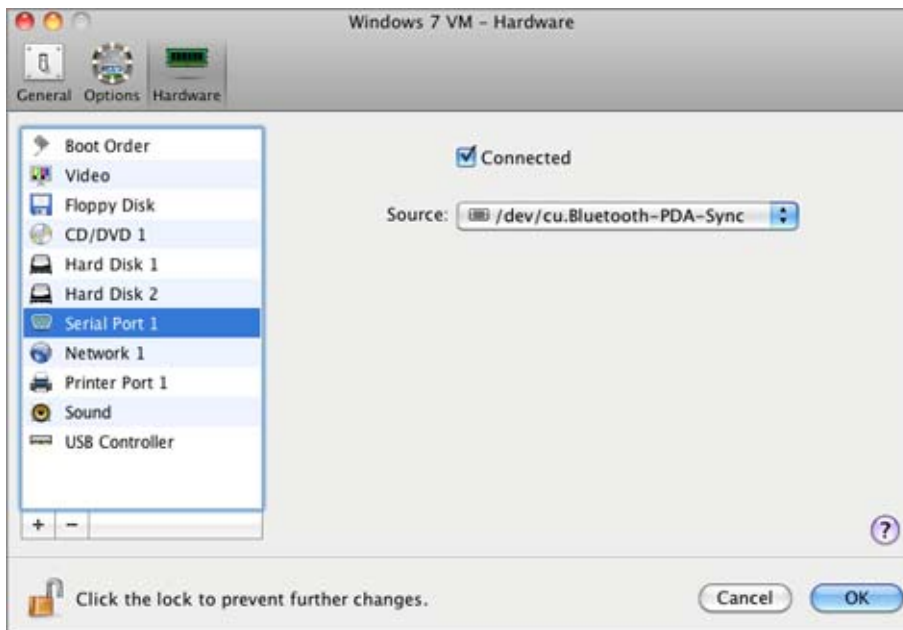 Windows 7 VM – Hardware
General Options Hardware
Boot Order
Video
Floppy Disk
CD/DVD 1
Hard Disk 1
Hard Disk 2
Serial Port 1
Network 1
Printer Port 1
Sound
USB Controller
+ −
Connected
Source: /dev/cu.Bluetooth-PDA-Sync
?
Click the lock to prevent further changes.
Cancel OK